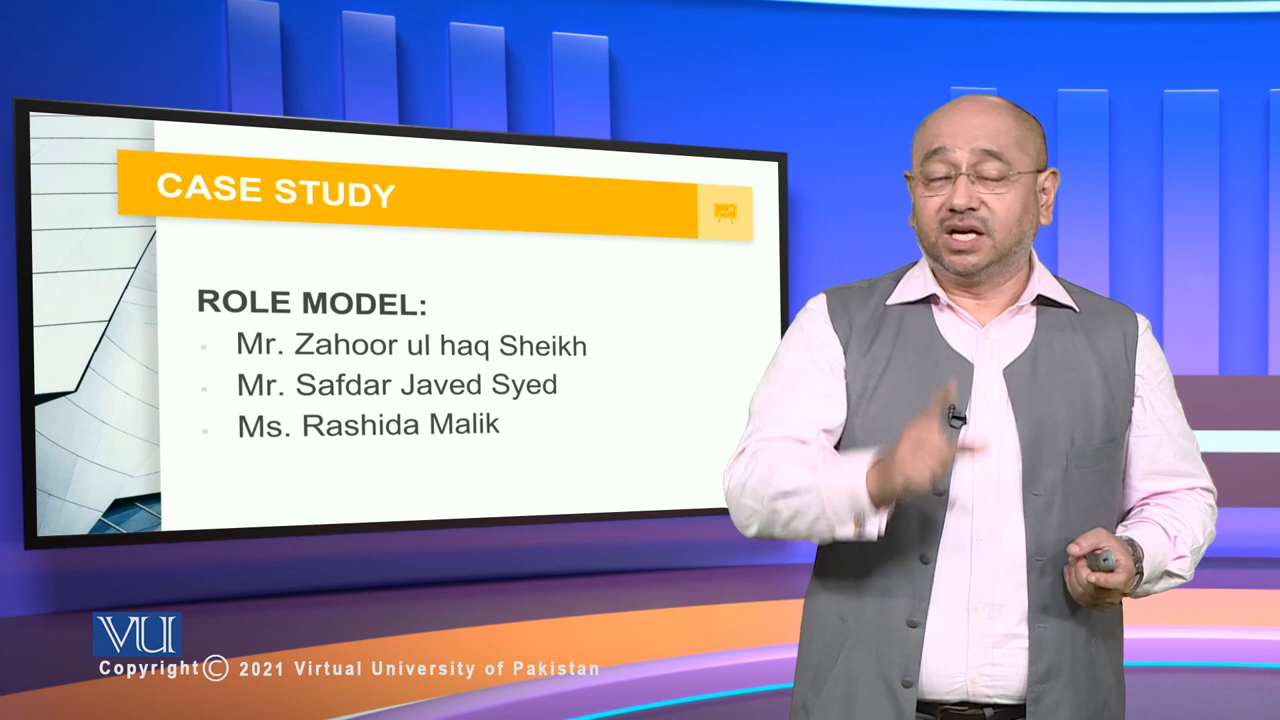 CASE STUDY
ROLE MODEL:
Mr. Zahoor ul haq Sheikh
Mr. Safdar Javed Syed
Ms. Rashida Malik
VU
Copyright© 2021 Virtual University of Pakistan